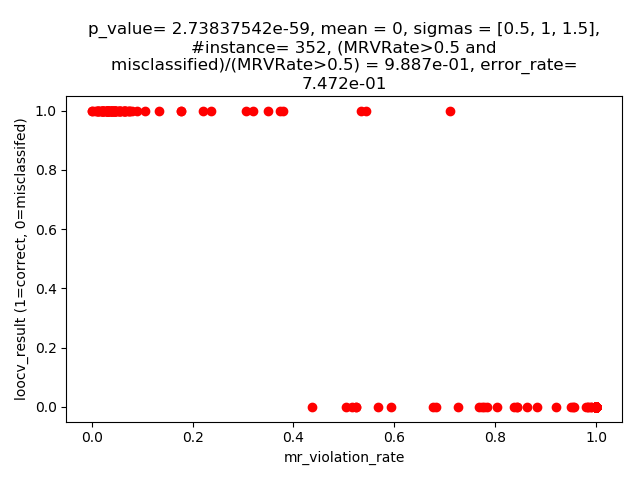 p_value= 2.73837542e-59, mean = 0, sigmas = [0.5, 1, 1.5],
#instance= 352, (MRVRate>0.5 and
misclassified)/(MRVRate>0.5) = 9.887e-01, error_rate=
7.472e-01
1.0
0.8
0.6
0.4
0.2
0.0
loocv_result (1=correct, 0=misclassifed)
0.0 0.2 0.4 0.6 0.8 1.0
mr_violation_rate